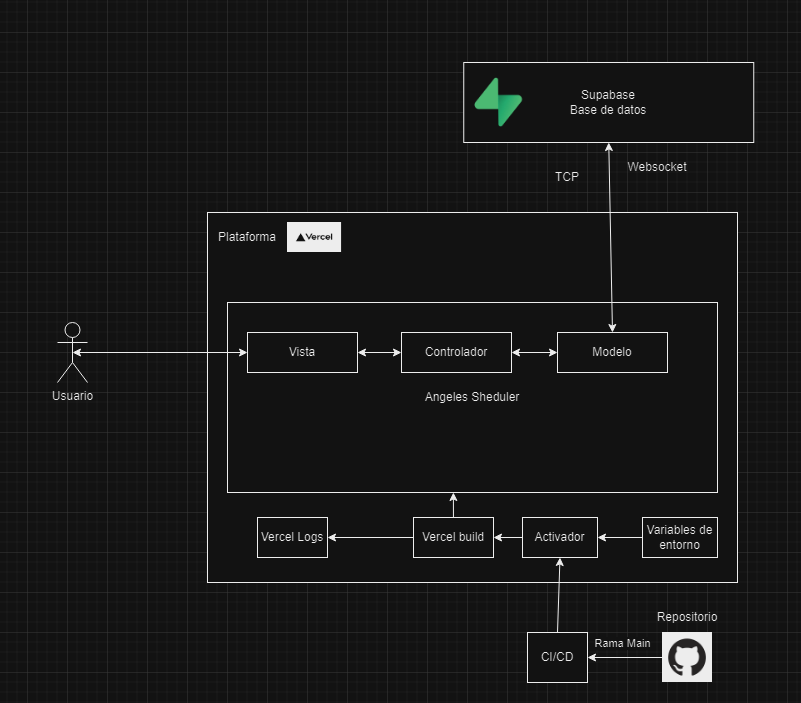 Supabase
Base de datos
TCP
Websocket
Plataforma
Vercel
Vista
Controlador
Modelo
Angeles Sheduler
Usuario
Vercel Logs
Vercel build
Activador
Variables de
entorno
Repositorio
CI/CD
Rama Main